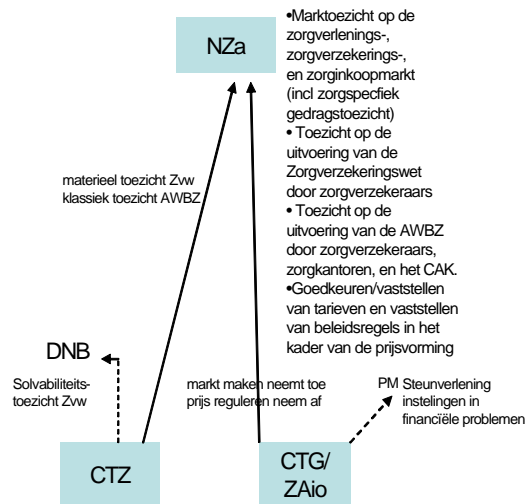 NZa
•Marktoezicht op de
zorgverlenings-,
zorgverzekerings-,
en zorginkoopmarkt
(incl zorgspecfiek
gedragstoezicht)
• Toezicht op de
uitvoering van de
Zorgverzekeringswet
door zorgverzekeraars
• Toezicht op de
uitvoering van de AWBZ
door zorgverzekeraars,
zorgkantoren, en het CAK.
•Goedkeuren/vaststellen
van tarieven en vaststellen
van beleidsregels in het
kader van de prijsvorming
materieel toezicht Zvw
klassiek toezicht AWBZ
DNB
Solvabiliteits-
toezicht Zvw
markt maken neemt toe
prijs reguleren neem af
PM Steunverlening
instelingen in
financïële problemen
CTZ
CTG/
ZAio